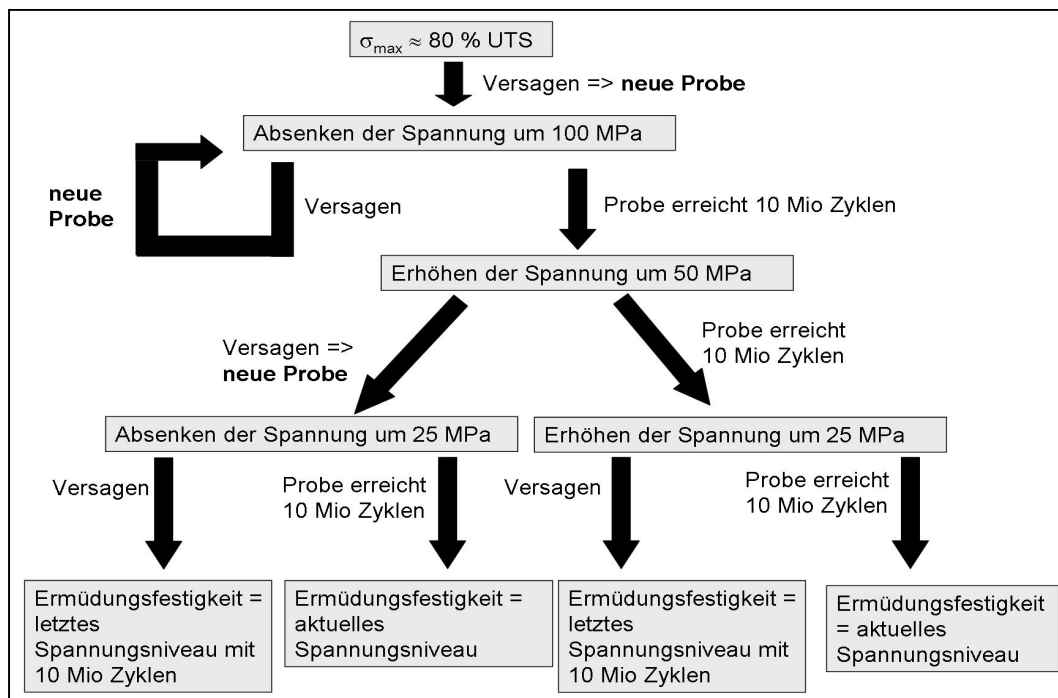 σmax ≈ 80 % UTS
Versagen => neue Probe
Absenken der Spannung um 100 MPa
neue
Probe
Versagen
Probe erreicht 10 Mio Zyklen
Erhöhen der Spannung um 50 MPa
Versagen =>
neue Probe
Probe erreicht
10 Mio Zyklen
Absenken der Spannung um 25 MPa
Erhöhen der Spannung um 25 MPa
Versagen
Probe erreicht
10 Mio Zyklen
Versagen
Probe erreicht
10 Mio Zyklen
Ermüdungsfestigkeit =
letztes
Spannungsniveau mit
10 Mio Zyklen
Ermüdungsfestigkeit =
aktuelles
Spannungsniveau
Ermüdungsfestigkeit =
letztes
Spannungsniveau mit
10 Mio Zyklen
Ermüdungsfestigkeit
= aktuelles
Spannungsniveau